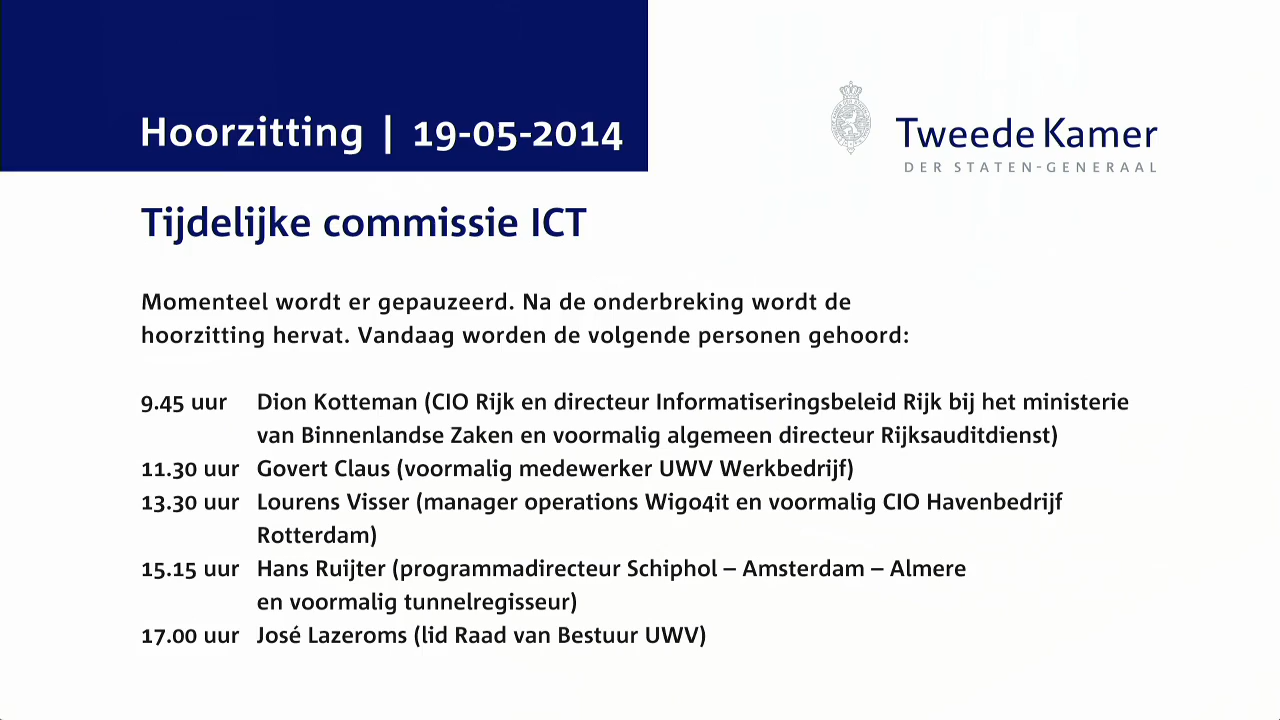 Hoorzitting | 19-05-2014
Tweede Kamer
DER STATEN-GENERAAL
Tijdelijke commissie ICT
Momenteel wordt er gepauzeerd. Na de onderbreking wordt de
hoorzitting hervat. Vandaag worden de volgende personen gehoord:
9.45 uur Dion Kotteman (CIO Rijk en directeur Informatiseringsbeleid Rijk bij het ministerie
van Binnenlandse Zaken en voormalig algemeen directeur Rijksauditdienst)
11.30 uur Govert Claus (voormalig medewerker UWV Werkbedrijf)
13.30 uur Lourens Visser (manager operations Wigo4it en voormalig CIO Havenbedrijf
Rotterdam)
15.15 uur Hans Ruijter (programmadirecteur Schiphol – Amsterdam – Almere
en voormalig tunnelregisseur)
17.00 uur José Lazeroms (lid Raad van Bestuur UWV)